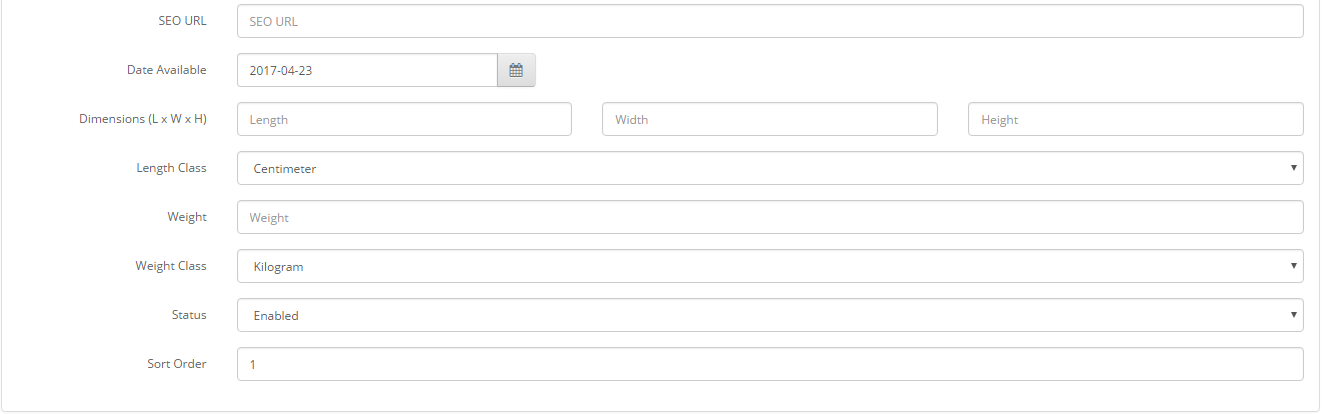 SEO URL SEO URL
Date Available 2017-04-23
Dimensions (L x W x H) Length Width Height
Length Class Centimeter
Weight Weight
Weight Class Kilogram
Status Enabled
Sort Order 1